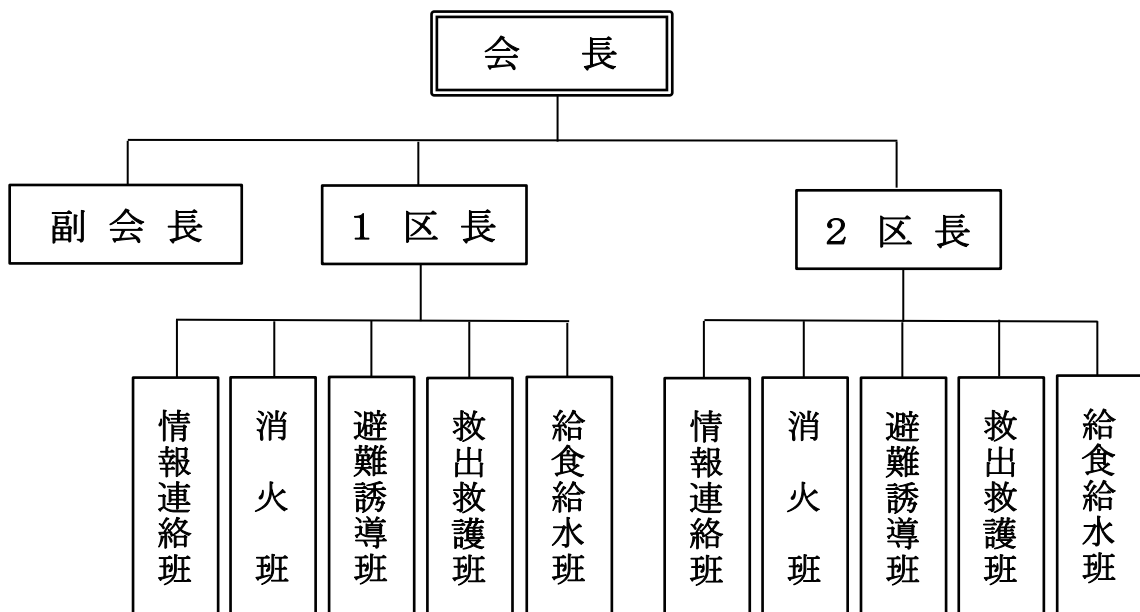 会　長
副 会 長
１ 区 長
２ 区 長
情報連絡班
消火班
避難誘導班
救出救護班
給食給水班
情報連絡班
消火班
避難誘導班
救出救護班
給食給水班